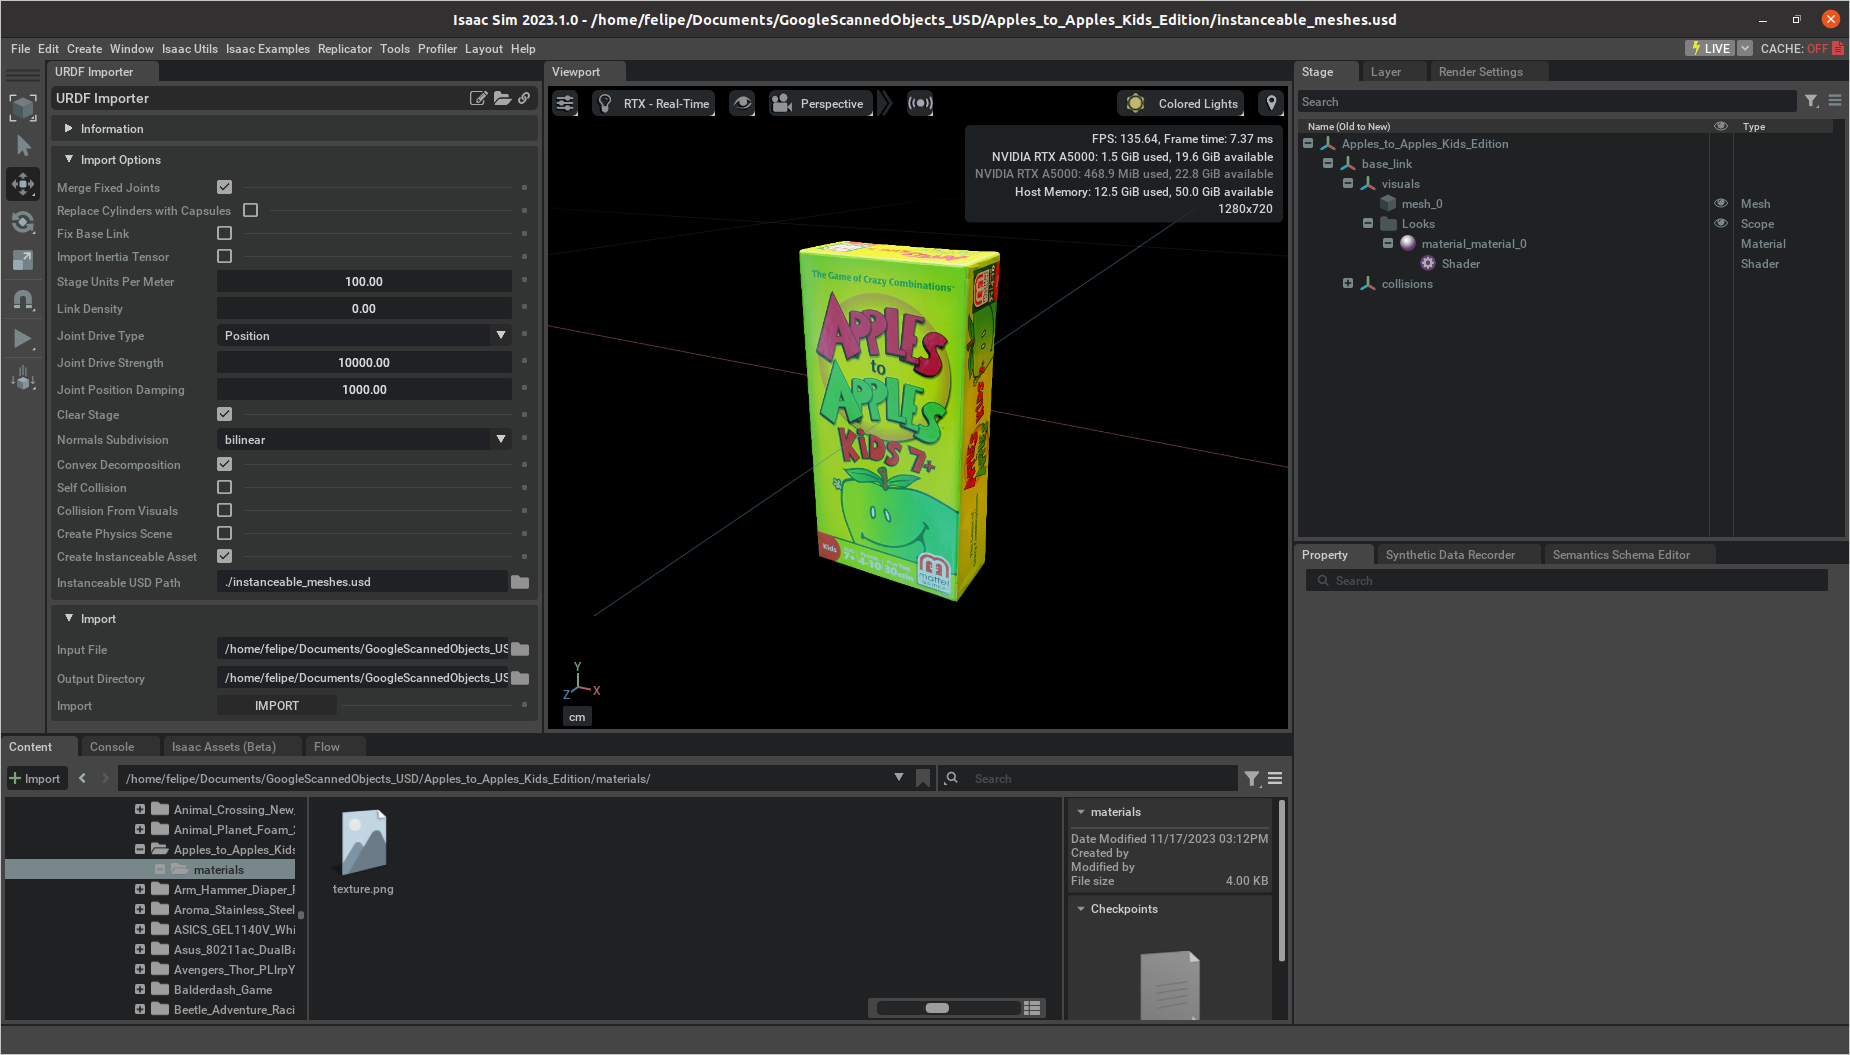 Isaac Sim 2023.1.0 - /home/felipe/Documents/GoogleScannedObjects_USD/Apples_to_Apples_Kids_Edition/instanceable_meshes.usd
File Edit Create Window Isaac Utils Isaac Examples Replicator Tools Profiler Layout Help
LIVE
CACHE: OFF
URDF Importer
URDF Importer
Information
Import Options
Merge Fixed Joints
Replace Cylinders with Capsules
Fix Base Link
Import Inertia Tensor
Stage Units Per Meter 100.00
Link Density 0.00
Joint Drive Type Position
Joint Drive Strength 10000.00
Joint Position Damping 1000.00
Clear Stage
Normals Subdivision bilinear
Convex Decomposition
Self Collision
Collision From Visuals
Create Physics Scene
Create Instanceable Asset
Instanceable USD Path ./instanceable_meshes.usd
Import
Input File /home/felipe/Documents/GoogleScannedObjects_US
Output Directory /home/felipe/Documents/GoogleScannedObjects_US
Import IMPORT
Viewport
RTX - Real-Time
Perspective
Colored Lights
FPS: 135.64, Frame time: 7.37 ms
NVIDIA RTX A5000: 1.5 GiB used, 19.6 GiB available
NVIDIA RTX A5000: 468.9 MiB used, 22.8 GiB available
Host Memory: 12.5 GiB used, 50.0 GiB available
1280x720
The Game of Crazy Combinations
APPLES
to
APPLES
KiDS 7+
Kids
7+ 4-10 30min
mattel
APPLES
APPLES
KIDS
Y
Z
X
cm
Stage Layer Render Settings
Search
Name (Old to New) Type
Apples_to_Apples_Kids_Edition
base_link
visuals
mesh_0 Mesh
Looks Scope
material_material_0 Material
Shader Shader
collisions
Property Synthetic Data Recorder Semantics Schema Editor
Search
Content Console Isaac Assets (Beta) Flow
Import
/home/felipe/Documents/GoogleScannedObjects_USD/Apples_to_Apples_Kids_Edition/materials/
Search
Animal_Crossing_New_
Animal_Planet_Foam_
Apples_to_Apples_Kids
materials
Arm_Hammer_Diaper_
Aroma_Stainless_Steel
ASICS_GEL1140V_Whi
Asus_80211ac_DualBa
Avengers_Thor_PLlrpY
Balderdash_Game
Beetle_Adventure_Raci
texture.png
materials
Date Modified 11/17/2023 03:12PM
Created by
Modified by
File size 4.00 KB
Checkpoints